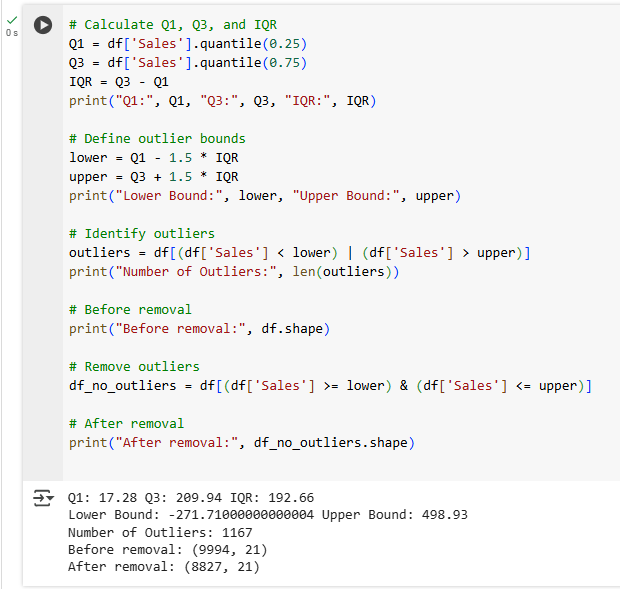 0s
# Calculate Q1, Q3, and IQR
Q1 = df['Sales'].quantile(0.25)
Q3 = df['Sales'].quantile(0.75)
IQR = Q3 - Q1
print("Q1:", Q1, "Q3:", Q3, "IQR:", IQR)
# Define outlier bounds
lower = Q1 - 1.5 * IQR
upper = Q3 + 1.5 * IQR
print("Lower Bound:", lower, "Upper Bound:", upper)
# Identify outliers
outliers = df[(df['Sales'] < lower) | (df['Sales'] > upper)]
print("Number of Outliers:", len(outliers))
# Before removal
print("Before removal:", df.shape)
# Remove outliers
df_no_outliers = df[(df['Sales'] >= lower) & (df['Sales'] <= upper)]
# After removal
print("After removal:", df_no_outliers.shape)
Q1: 17.28 Q3: 209.94 IQR: 192.66
Lower Bound: -271.71000000000004 Upper Bound: 498.93
Number of Outliers: 1167
Before removal: (9994, 21)
After removal: (8827, 21)